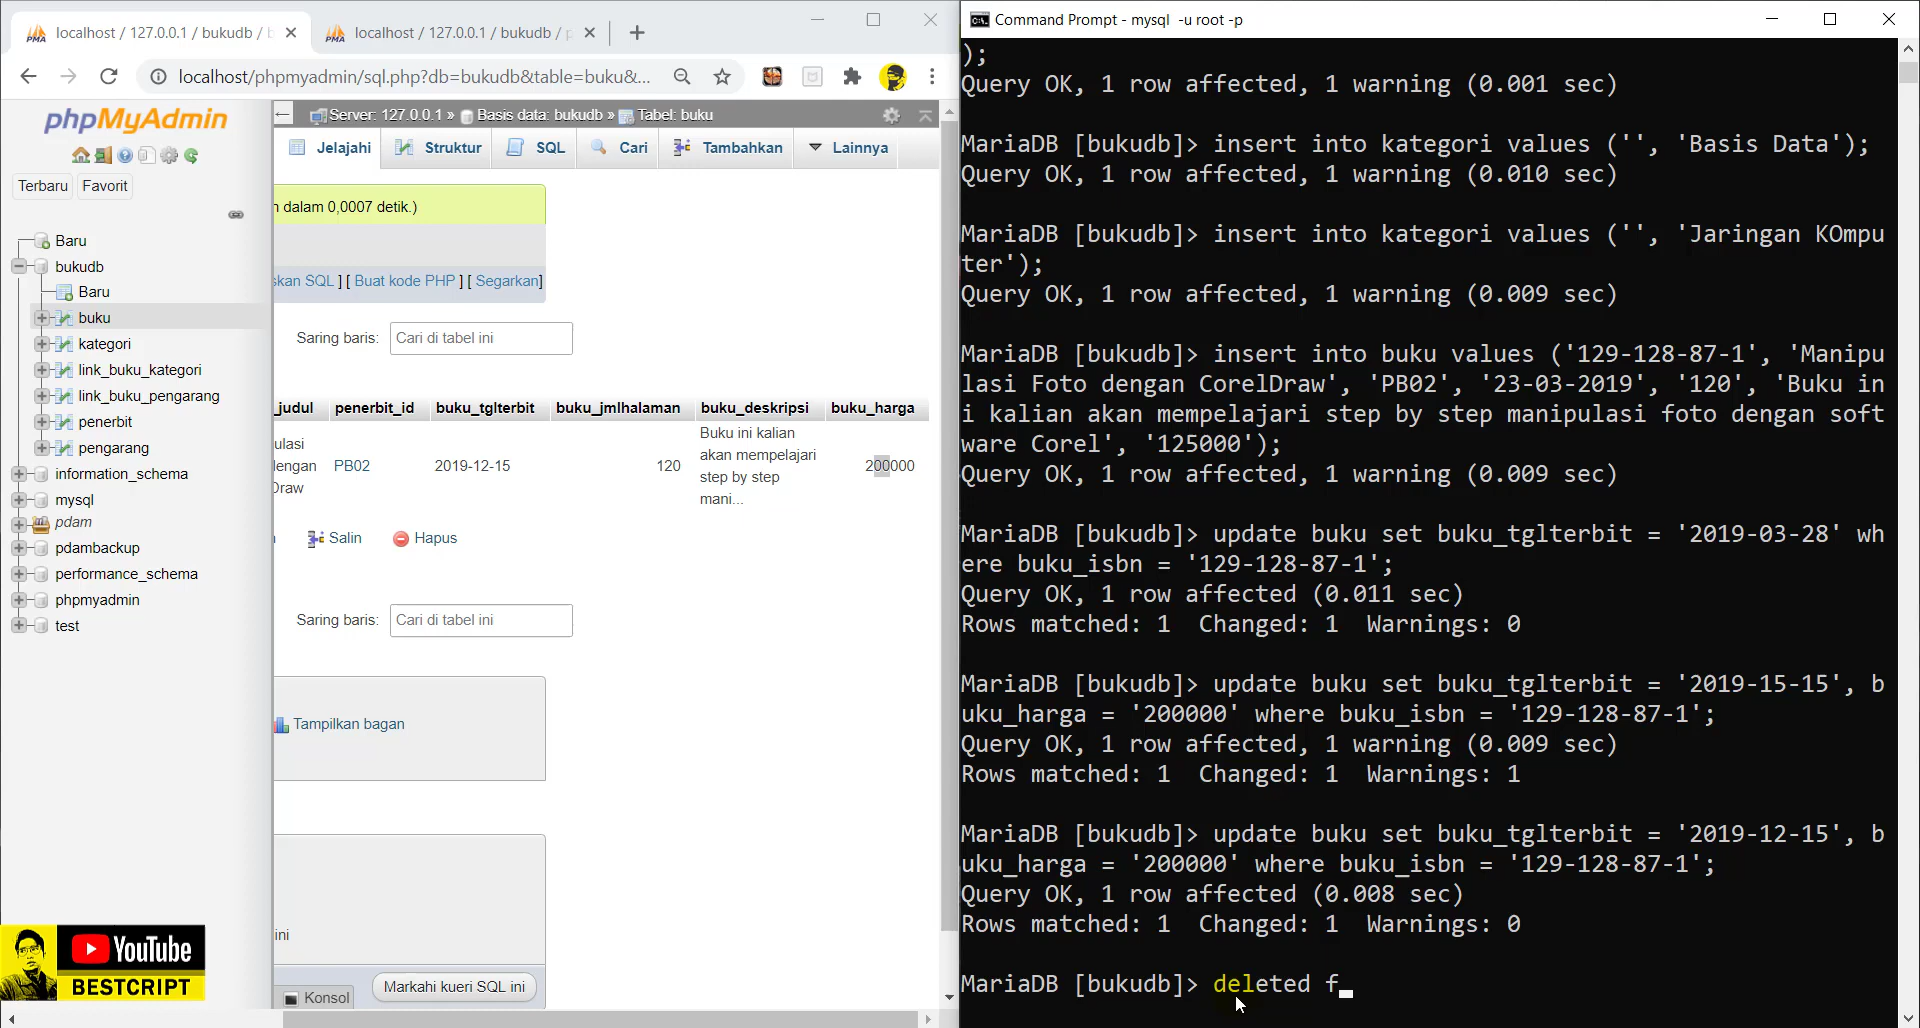 localhost / 127.0.0.1 / bukudb / b
localhost / 127.0.0.1 / bukudb / p
localhost/phpmyadmin/sql.php?db=bukudb&table=buku&...
phpMyAdmin
Terbaru Favorit
Baru
bukudb
Baru
buku
kategori
link_buku_kategori
link_buku_pengarang
penerbit
pengarang
information_schema
mysql
pdam
pdambackup
performance_schema
phpmyadmin
test
YouTube
BESTCRIPT
Server: 127.0.0.1 » Basis data: bukudb » Tabel: buku
Jelajahi Struktur SQL Cari Tambahkan Lainnya
n dalam 0,0007 detik.)
skan SQL ] [ Buat kode PHP ] [ Segarkan]
Saring baris: Cari di tabel ini
_judul penerbit_id buku_tglterbit buku_jmlhalaman buku_deskripsi buku_harga
ulasi
dengan
Draw
PB02 2019-12-15 120
Buku ini kalian
akan mempelajari
step by step
mani...
200000
Salin Hapus
Saring baris: Cari di tabel ini
Tampilkan bagan
ini
Konsol Markahi kueri SQL ini
Command Prompt - mysql -u root -p
);
Query OK, 1 row affected, 1 warning (0.001 sec)
MariaDB [bukudb]> insert into kategori values ('', 'Basis Data');
Query OK, 1 row affected, 1 warning (0.010 sec)
MariaDB [bukudb]> insert into kategori values ('', 'Jaringan KOmpu
ter');
Query OK, 1 row affected, 1 warning (0.009 sec)
MariaDB [bukudb]> insert into buku values ('129-128-87-1', 'Manipu
lasi Foto dengan CorelDraw', 'PB02', '23-03-2019', '120', 'Buku in
i kalian akan mempelajari step by step manipulasi foto dengan soft
ware Corel', '125000');
Query OK, 1 row affected, 1 warning (0.009 sec)
MariaDB [bukudb]> update buku set buku_tglterbit = '2019-03-28' wh
ere buku_isbn = '129-128-87-1';
Query OK, 1 row affected (0.011 sec)
Rows matched: 1 Changed: 1 Warnings: 0
MariaDB [bukudb]> update buku set buku_tglterbit = '2019-15-15', b
uku_harga = '200000' where buku_isbn = '129-128-87-1';
Query OK, 1 row affected, 1 warning (0.009 sec)
Rows matched: 1 Changed: 1 Warnings: 1
MariaDB [bukudb]> update buku set buku_tglterbit = '2019-12-15', b
uku_harga = '200000' where buku_isbn = '129-128-87-1';
Query OK, 1 row affected (0.008 sec)
Rows matched: 1 Changed: 1 Warnings: 0
MariaDB [bukudb]> deleted f_